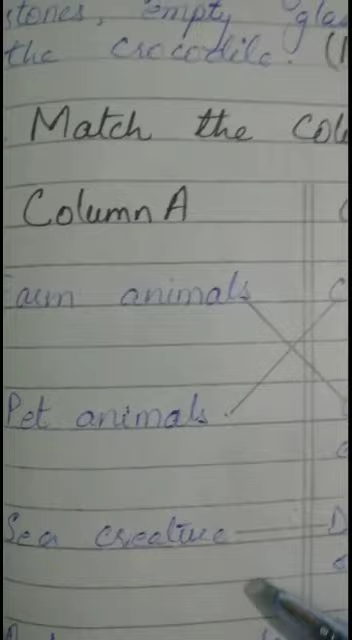 stones, empty
the crocodile.
Match the
Column A
animals
Pet animals
Sea creature